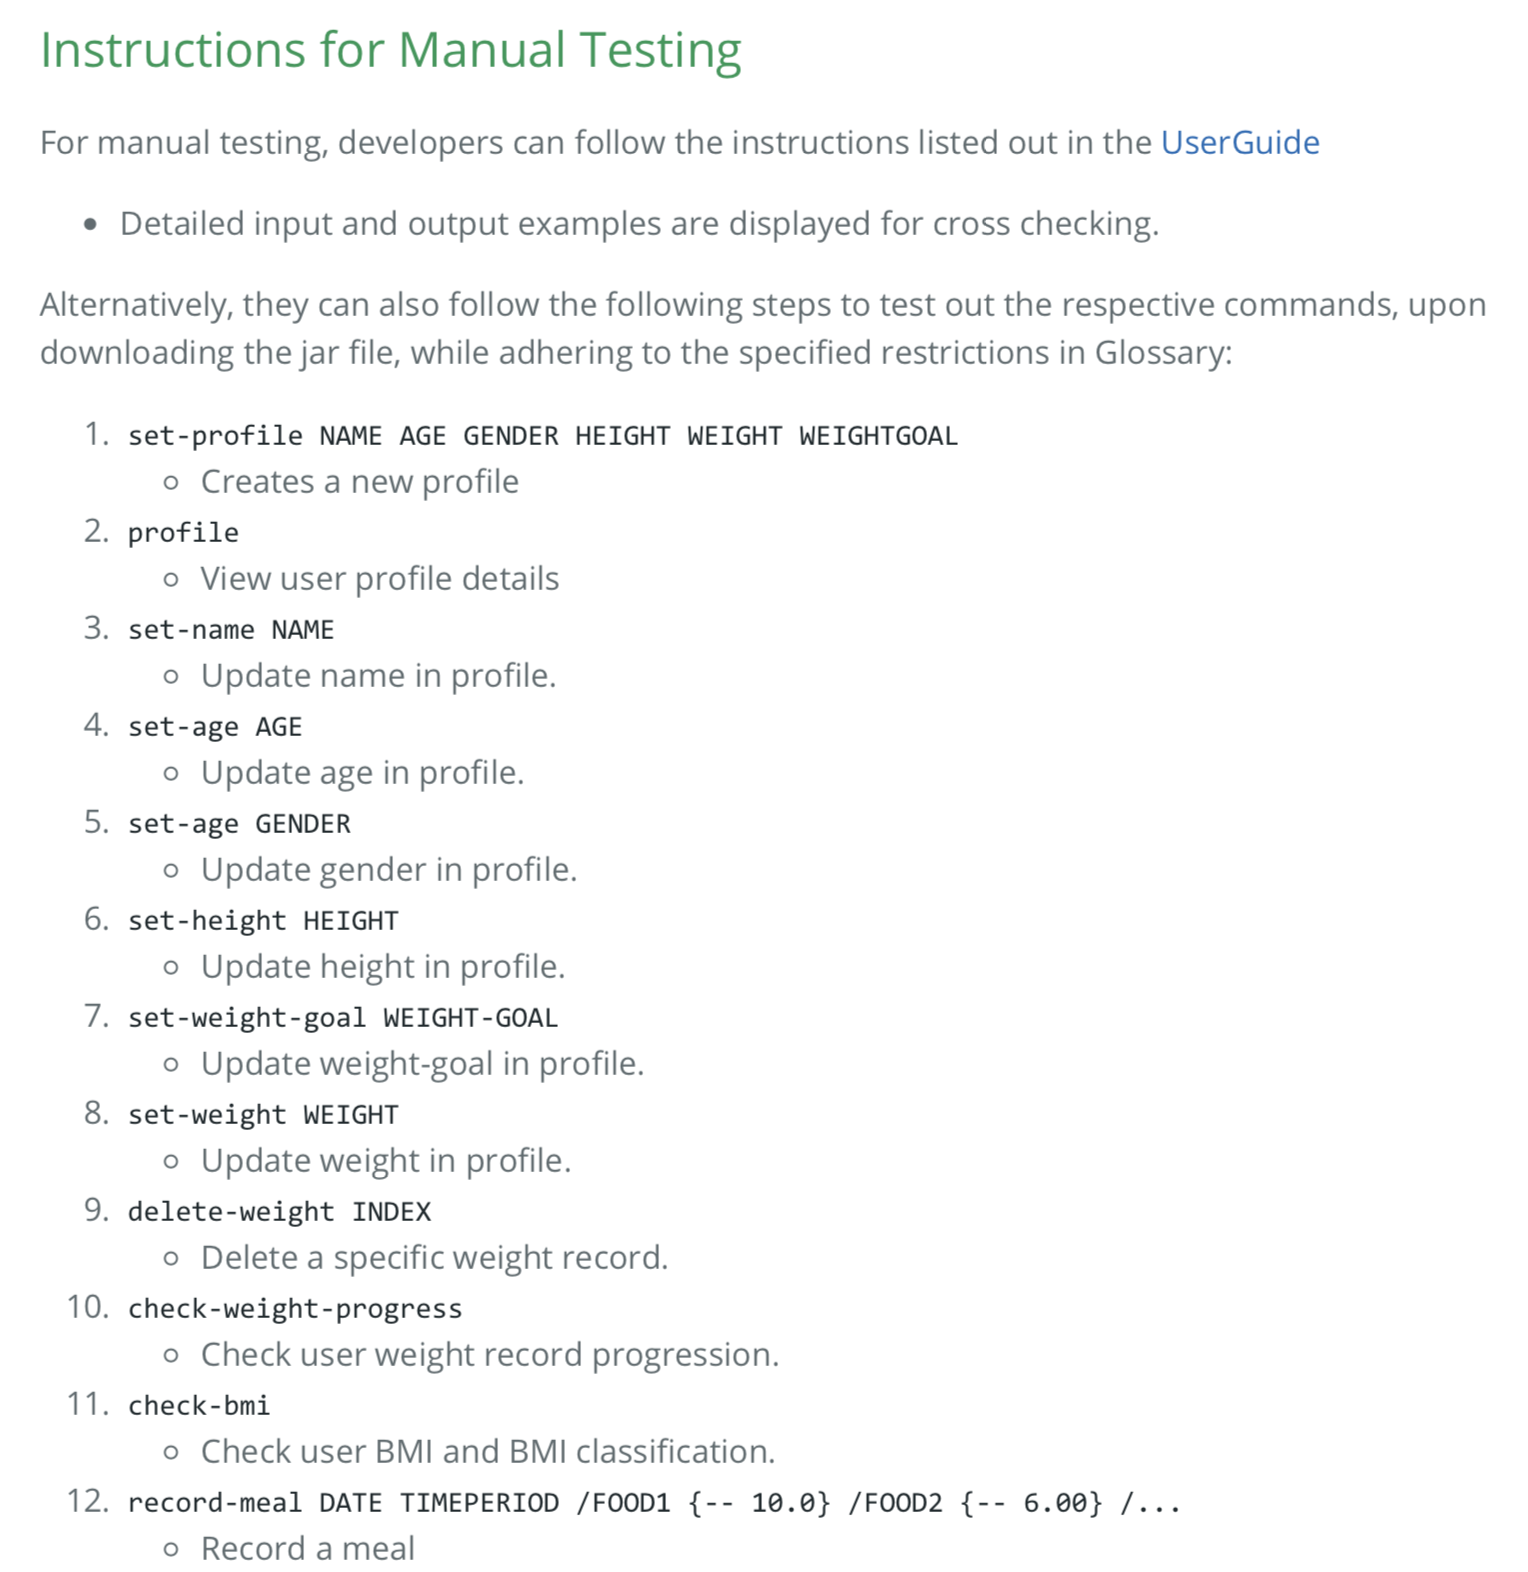 Instructions for Manual Testing
For manual testing, developers can follow the instructions listed out in the UserGuide
• Detailed input and output examples are displayed for cross checking.
Alternatively, they can also follow the following steps to test out the respective commands, upon
downloading the jar file, while adhering to the specified restrictions in Glossary:
1. set-profile NAME AGE GENDER HEIGHT WEIGHT WEIGHTGOAL
○ Creates a new profile
2. profile
○ View user profile details
3. set-name NAME
○ Update name in profile.
4. set-age AGE
○ Update age in profile.
5. set-age GENDER
○ Update gender in profile.
6. set-height HEIGHT
○ Update height in profile.
7. set-weight-goal WEIGHT-GOAL
○ Update weight-goal in profile.
8. set-weight WEIGHT
○ Update weight in profile.
9. delete-weight INDEX
○ Delete a specific weight record.
10. check-weight-progress
○ Check user weight record progression.
11. check-bmi
○ Check user BMI and BMI classification.
12. record-meal DATE TIMEPERIOD /FOOD1 {-- 10.0} /FOOD2 {-- 6.00} /...
○ Record a meal